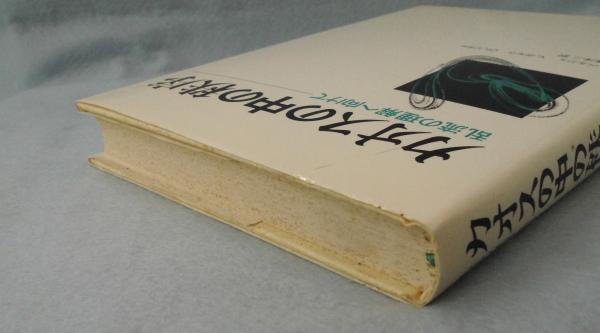 カオスの中の秩序
乱流の理解へ向けて
カオスの中の秩